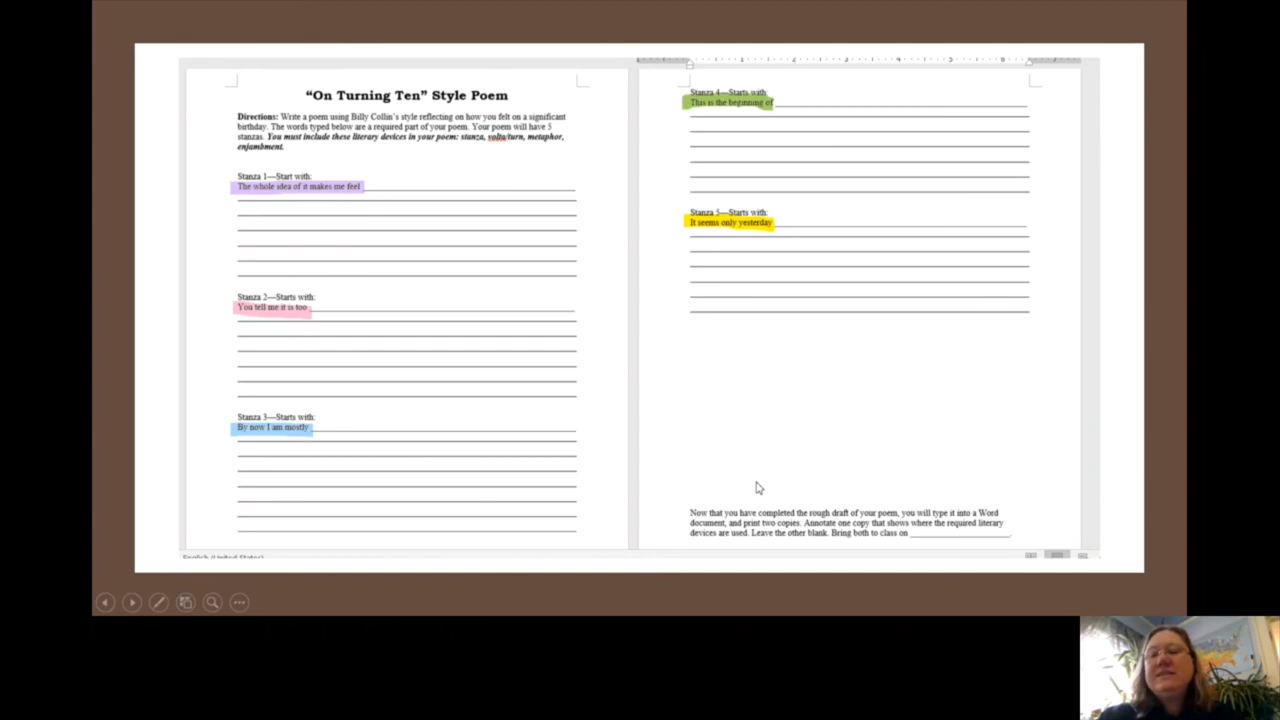 “On Turning Ten” Style Poem
Directions: Write a poem using Billy Collin’s style reflecting on how you felt on a significant
birthday. The words typed below are a required part of your poem. Your poem will have 5
stanzas. You must include these literary devices in your poem: stanza, volta/turn, metaphor,
enjambment.
Stanza 1—Start with:
The whole idea of it makes me feel
Stanza 2—Starts with:
You tell me it is too
Stanza 3—Starts with:
By now I am mostly
English (United States)
Stanza 4—Starts with:
This is the beginning of
Stanza 5—Starts with:
It seems only yesterday
Now that you have completed the rough draft of your poem, you will type it into a Word
document, and print two copies. Annotate one copy that shows where the required literary
devices are used. Leave the other blank. Bring both to class on ____________________.